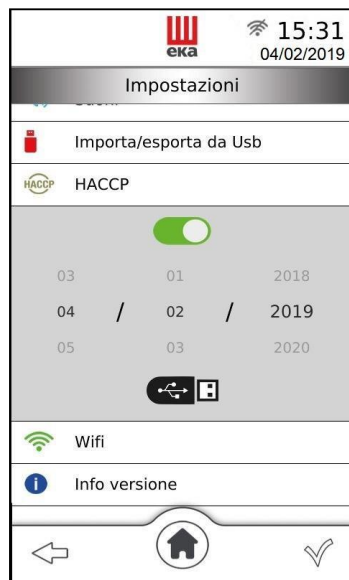 eka
15:31
04/02/2019
Impostazioni
Importa/esporta da Usb
HACCP HACCP
03 01 2018
04 / 02 / 2019
05 03 2020
Wifi
i Info versione